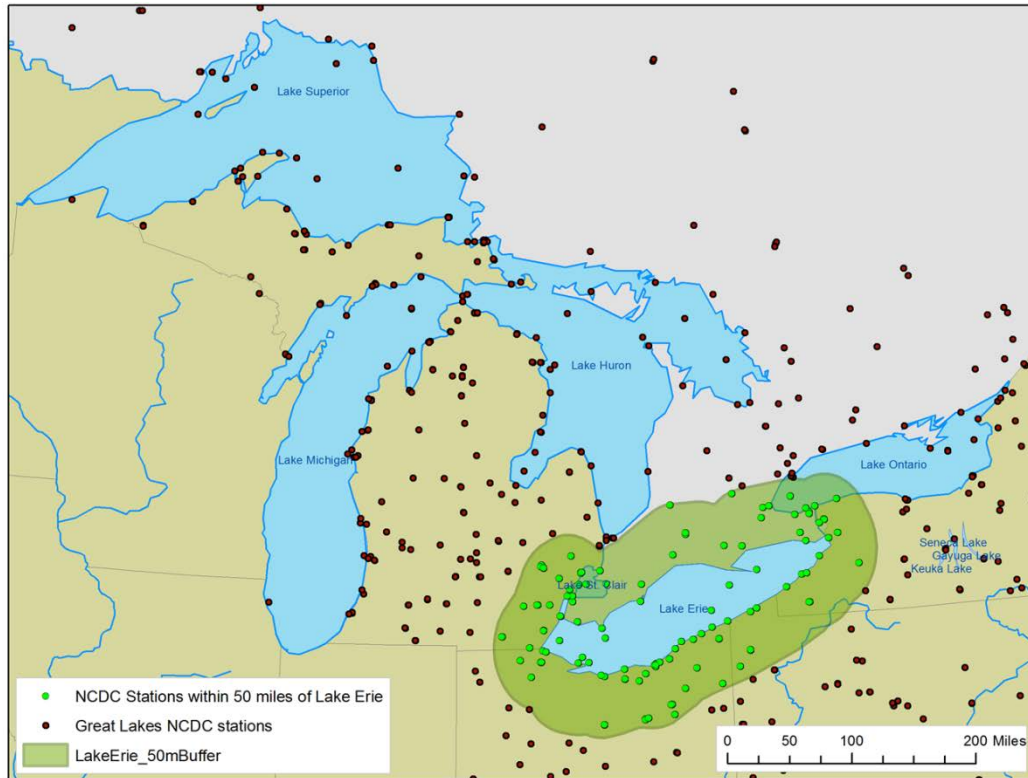 Lake Superior
Lake Huron
Lake Michigan
Lake Ontario
Seneca Lake
Cayuga Lake
Keuka Lake
Lake St. Clair
Lake Erie
NCDC Stations within 50 miles of Lake Erie
Great Lakes NCDC stations
LakeErie_50mBuffer
Miles
0 50 100 200